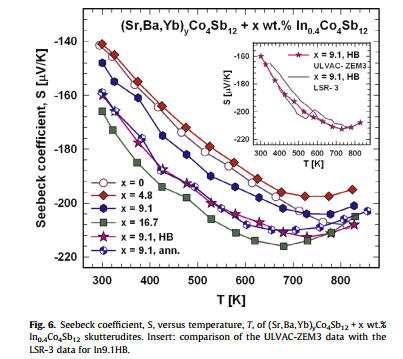 (Sr,Ba,Yb)yCo4Sb12 + x wt.% In0.4Co4Sb12
Seebeck coefficient, S [µV/K]
-140
-160
-180
-200
-220
x = 0
x = 4.8
x = 9.1
x = 16.7
x = 9.1, HB
x = 9.1, ann.
300 400 500 600 700 800
T [K]
S [µV/K]
-160
-180
-200
-220
x = 9.1, HB
ULVAC-ZEM3
x = 9.1, HB
LSR- 3
300 400 500 600 700 800
T [K]
Fig. 6. Seebeck coefficient, S, versus temperature, T, of (Sr,Ba,Yb)yCo4Sb12 + x wt.%
In0.4Co4Sb12 skutterudites. Insert: comparison of the ULVAC-ZEM3 data with the
LSR-3 data for In9.1HB.